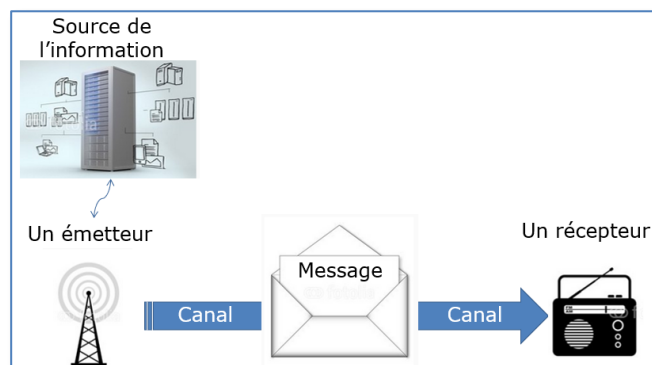 Source de
l’information
Un émetteur
Un récepteur
Message
Canal
Canal